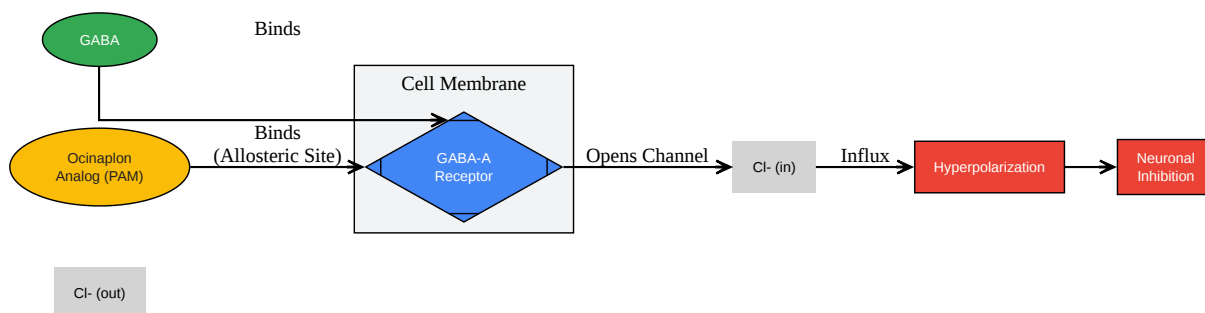 GABA
Binds
Cell Membrane
Ocinaplon
Analog (PAM)
Binds
(Allosteric Site)
GABA-A
Receptor
Opens Channel
Cl- (in)
Influx
Hyperpolarization
Neuronal
Inhibition
Cl- (out)